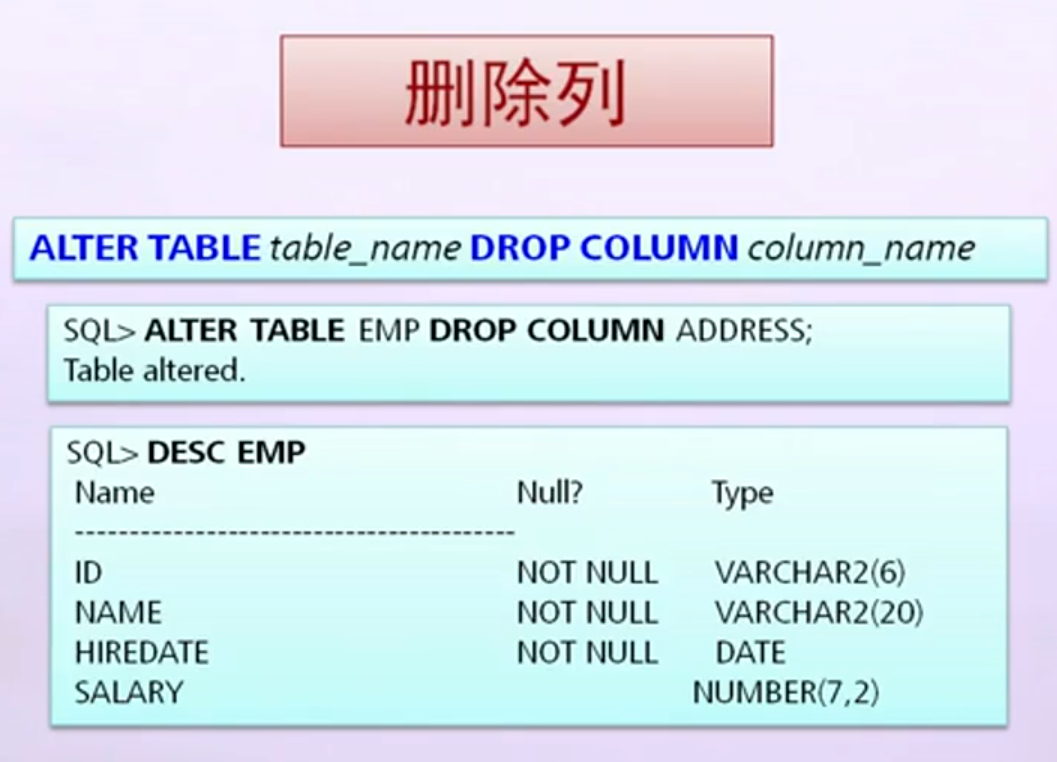 删除列
ALTER TABLE table_name DROP COLUMN column_name
SQL> ALTER TABLE EMP DROP COLUMN ADDRESS;
Table altered.
SQL> DESC EMP
Name Null? Type
-----------------------------------------
ID NOT NULL VARCHAR2(6)
NAME NOT NULL VARCHAR2(20)
HIREDATE NOT NULL DATE
SALARY NUMBER(7,2)